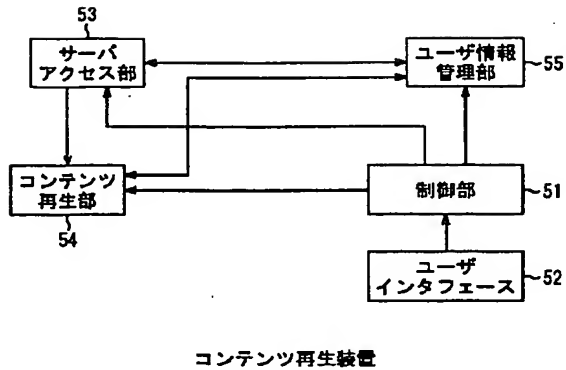 53
サーバ
アクセス部
ユーザ情報
管理部
55
コンテンツ
再生部
54
制御部
51
ユーザ
インタフェース
52
コンテンツ再生装置